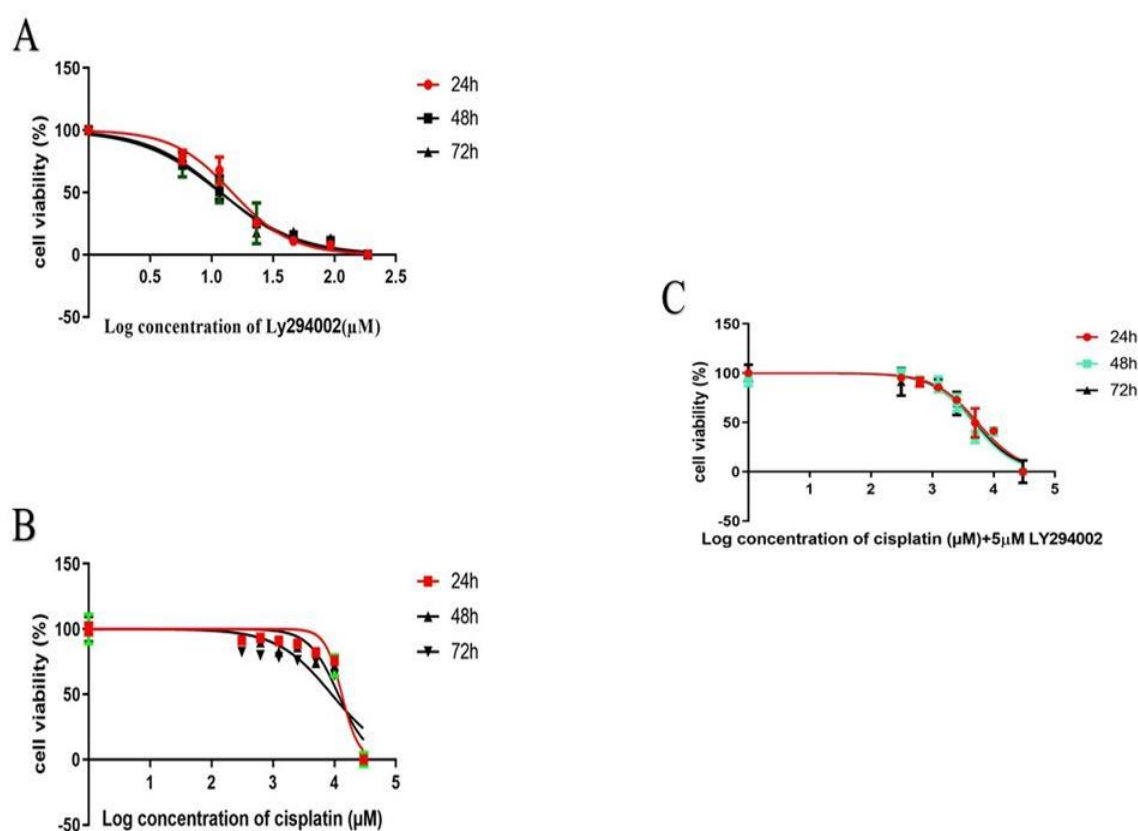 A
150
100
50
0
-50
cell viability (%)
0.5 1.0 1.5 2.0 2.5
Log concentration of Ly294002(µM)
24h
48h
72h
B
150
100
50
0
-50
cell viability (%)
1 2 3 4 5
Log concentration of cisplatin (µM)
24h
48h
72h
C
150
100
50
0
-50
cell viability (%)
1 2 3 4 5
Log concentration of cisplatin (µM)+5µM LY294002
24h
48h
72h